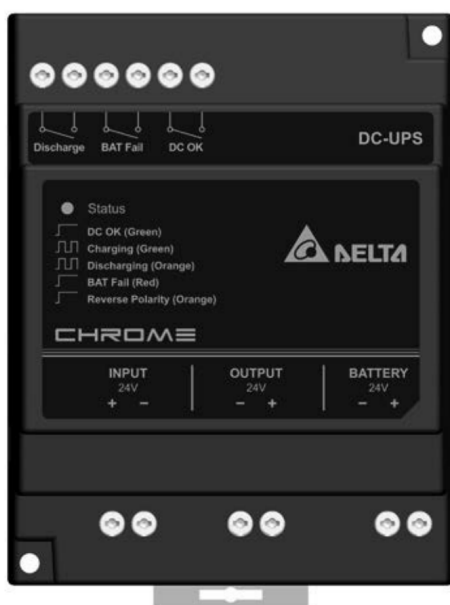 Discharge BAT Fail DC OK
DC-UPS
Status
DC OK (Green)
Charging (Green)
Discharging (Orange)
BAT Fail (Red)
Reverse Polarity (Orange)
DELTA
CHROME
INPUT OUTPUT BATTERY
24V 24V 24V
+ - - + - +